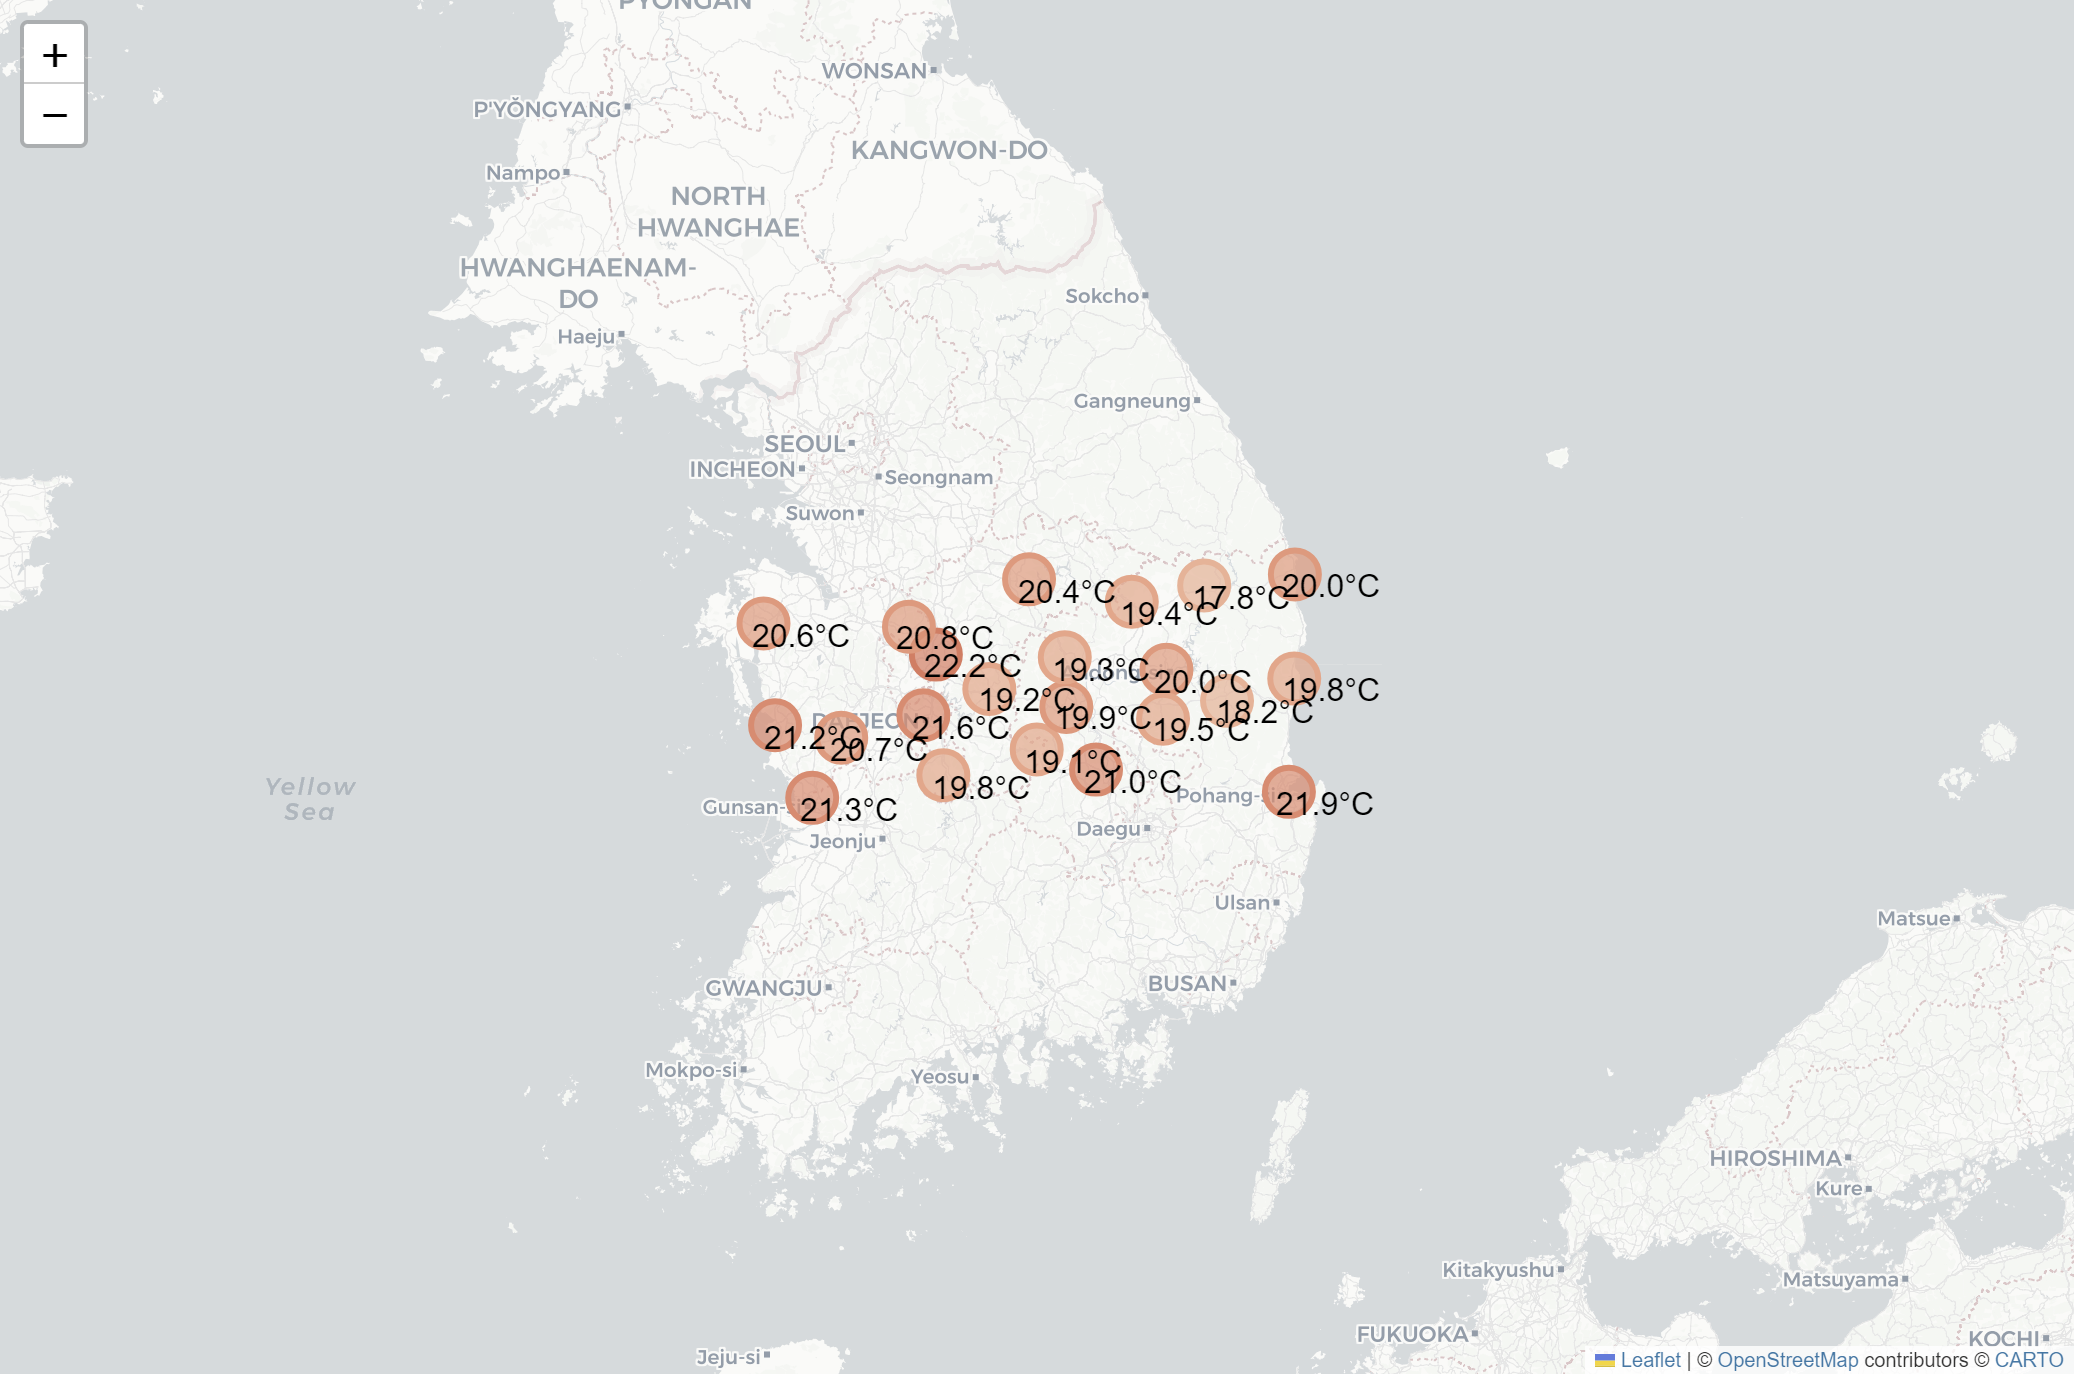 PYONGAN
+
−
WONSAN
P'YŎNGYANG
KANGWON-DO
Nampo
NORTH
HWANGHAE
HWANGHAENAM-
DO
Sokcho
Haeju
Gangneung
SEOUL
INCHEON
Seongnam
Suwon
20.4°C
17.8°C
20.0°C
19.4°C
20.6°C
20.8°C
22.2°C
19.3°C
20.0°C
19.8°C
19.2°C
18.2°C
19.9°C
DAEJEON
21.6°C
19.5°C
21.2°C
20.7°C
19.1°C
21.0°C
19.8°C
Yellow
Sea
Pohang-si
21.9°C
Gunsan-si
21.3°C
Daegu
Jeonju
Ulsan
Matsue
BUSAN
GWANGJU
Mokpo-si
Yeosu
HIROSHIMA
Kure
Kitakyushu
Matsuyama
FUKUOKA
KOCHI
Jeju-si
Leaflet | © OpenStreetMap contributors © CARTO